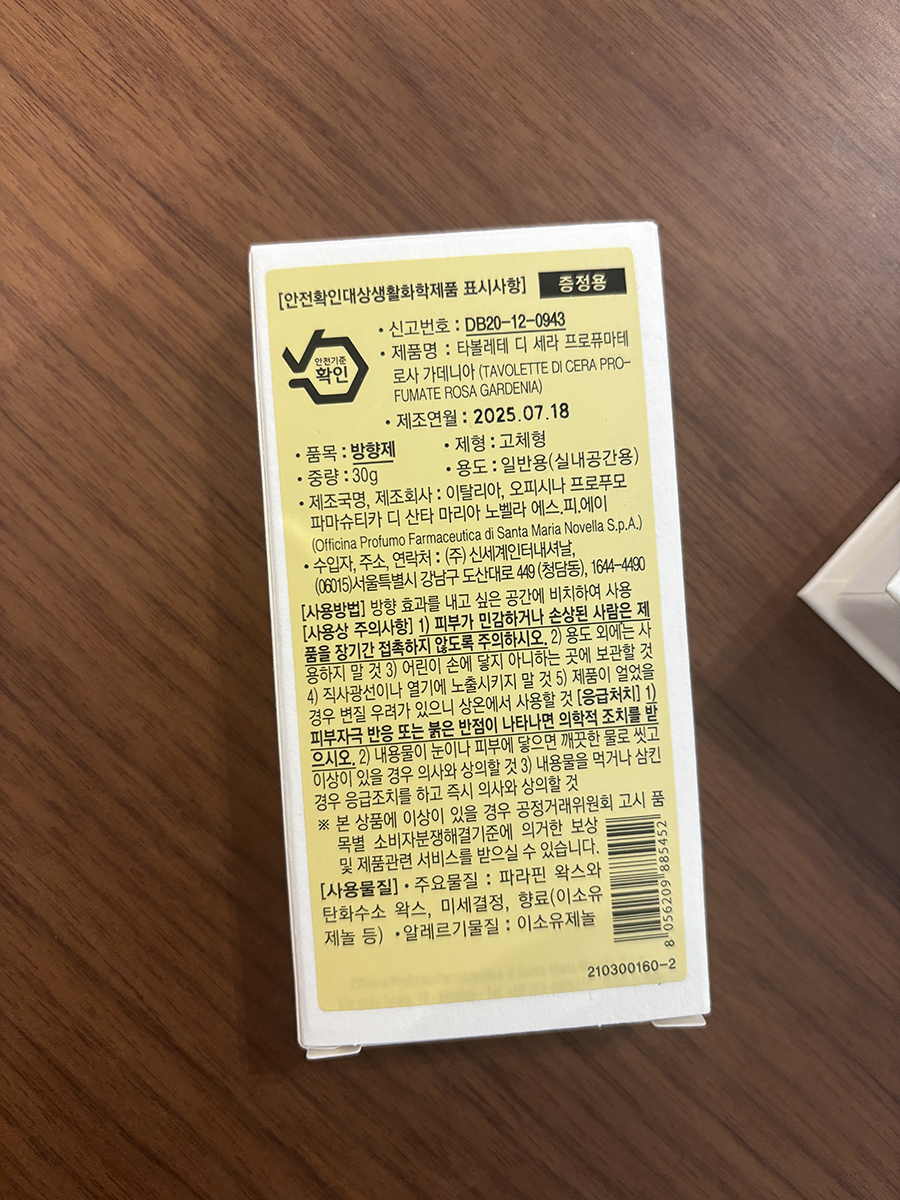 [안전확인대상생활화학제품 표시사항] 증정용
안전기준
확인
• 신고번호 : DB20-12-0943
• 제품명 : 타볼레테 디 세라 프로퓨마테
로사 가데니아 (TAVOLETTE DI CERA PRO-
FUMATE ROSA GARDENIA)
• 제조연월 : 2025.07.18
• 품목 : 방향제 • 제형 : 고체형
• 중량 : 30g • 용도 : 일반용(실내공간용)
• 제조국명, 제조회사 : 이탈리아, 오피시나 프로푸모
파마슈티카 디 산타 마리아 노벨라 에스.피.에이
(Officina Profumo Farmaceutica di Santa Maria Novella S.p.A.)
• 수입자, 주소, 연락처 : (주) 신세계인터내셔날,
(06015)서울특별시 강남구 도산대로 449 (청담동), 1644-4490
[사용방법] 방향 효과를 내고 싶은 공간에 비치하여 사용
[사용상 주의사항] 1) 피부가 민감하거나 손상된 사람은 제
품을 장기간 접촉하지 않도록 주의하시오. 2) 용도 외에는 사
용하지 말 것 3) 어린이 손에 닿지 아니하는 곳에 보관할 것
4) 직사광선이나 열기에 노출시키지 말 것 5) 제품이 얼었을
경우 변질 우려가 있으니 상온에서 사용할 것 [응급처치] 1)
피부자극 반응 또는 붉은 반점이 나타나면 의학적 조치를 받
으시오. 2) 내용물이 눈이나 피부에 닿으면 깨끗한 물로 씻고
이상이 있을 경우 의사와 상의할 것 3) 내용물을 먹거나 삼킨
경우 응급조치를 하고 즉시 의사와 상의할 것
※ 본 상품에 이상이 있을 경우 공정거래위원회 고시 품
목별 소비자분쟁해결기준에 의거한 보상
및 제품관련 서비스를 받으실 수 있습니다.
[사용물질] • 주요물질 : 파라핀 왁스와
탄화수소 왁스, 미세결정, 향료(이소유
제놀 등) • 알레르기물질 : 이소유제놀
8 056209 885452
210300160-2